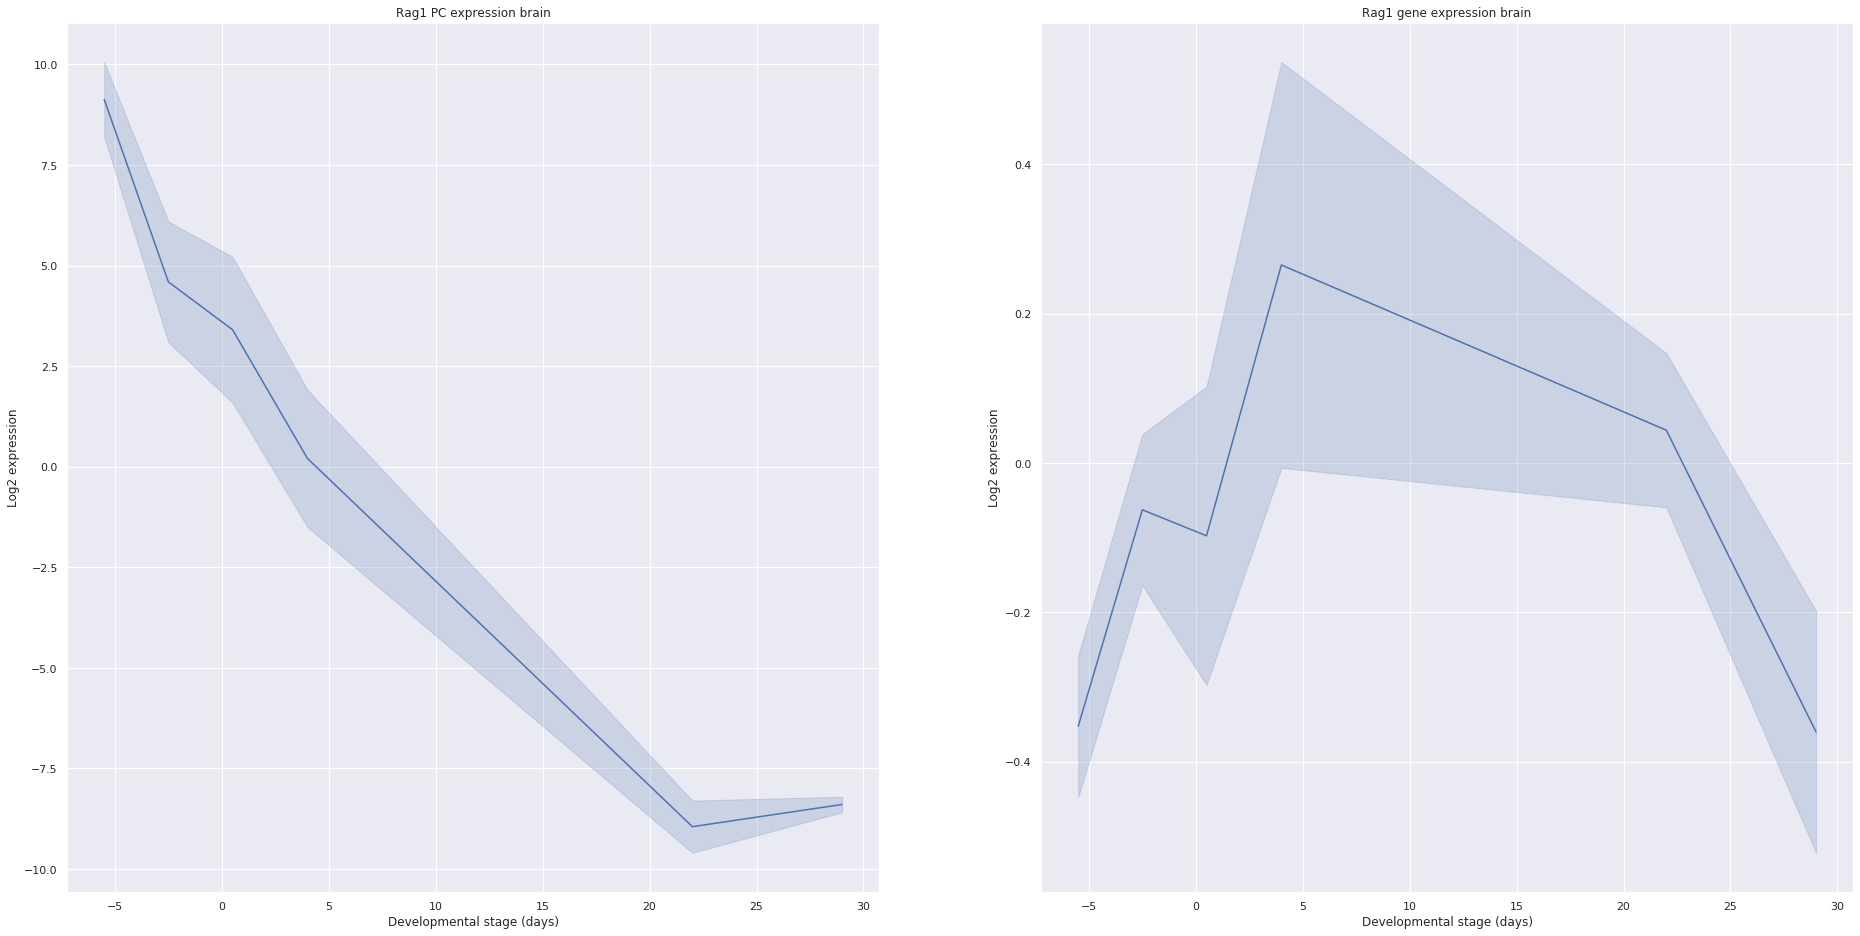 Rag1 PC expression brain
10.0
7.5
5.0
2.5
0.0
−2.5
−5.0
−7.5
−10.0
Log2 expression
−5 0 5 10 15 20 25 30
Developmental stage (days)
Rag1 gene expression brain
0.4
0.2
0.0
−0.2
−0.4
Log2 expression
−5 0 5 10 15 20 25 30
Developmental stage (days)